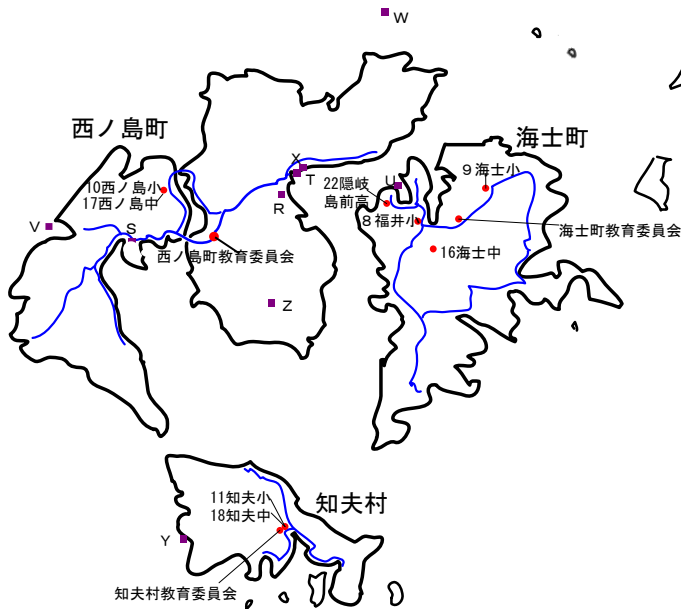 W
西ノ島町
海士町
X
T
10西ノ島小
17西ノ島中
R
22隠岐
島前高
U
9海士小
8福井小
V
S
西ノ島町教育委員会
海士町教育委員会
16海士中
Z
11知夫小
18知夫中
知夫村
Y
知夫村教育委員会